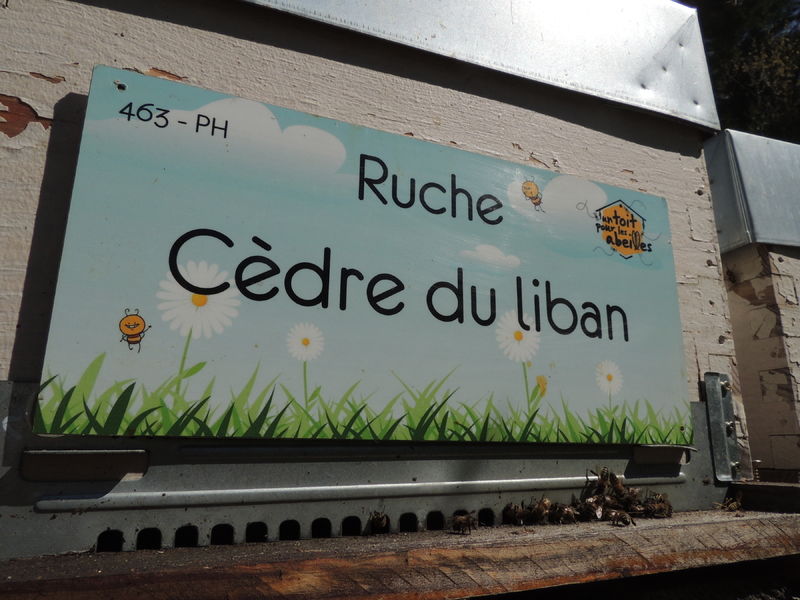 463 - PH
Ruche
Cèdre du liban
un toit
pour les
abeilles